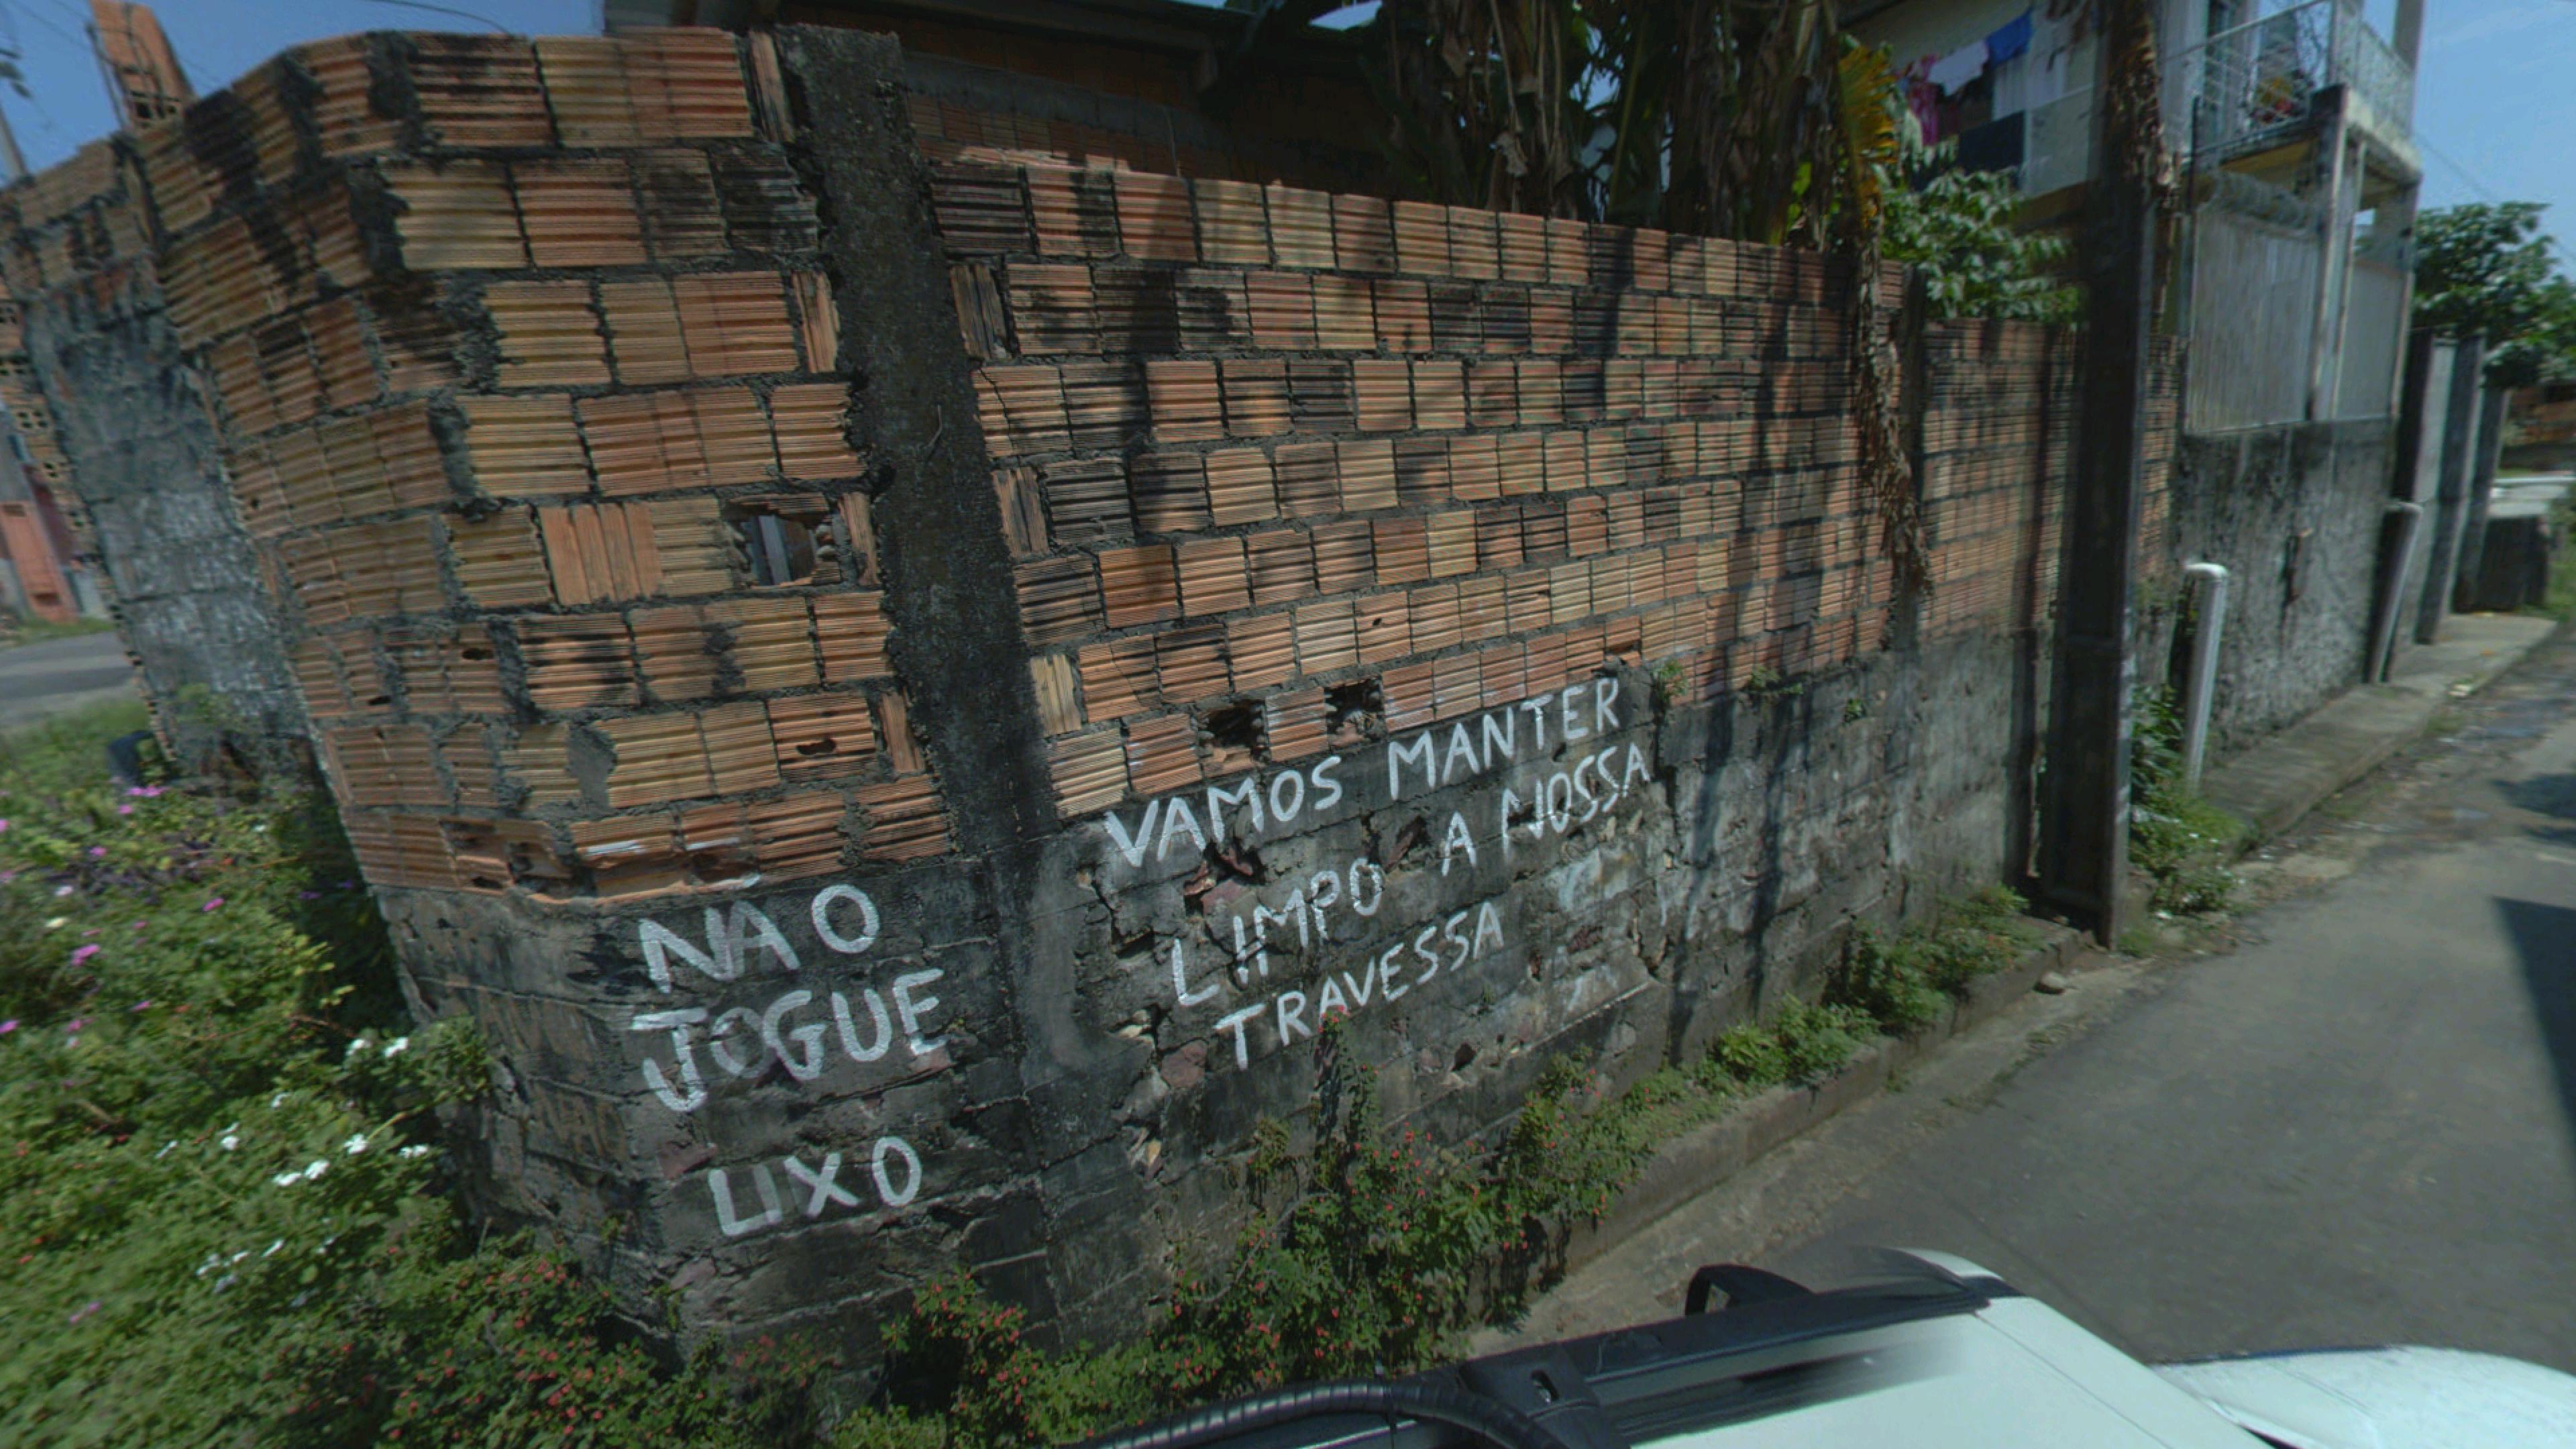 NAO
JOGUE
LIXO
VAMOS MANTER
LIMPO A NOSSA
TRAVESSA